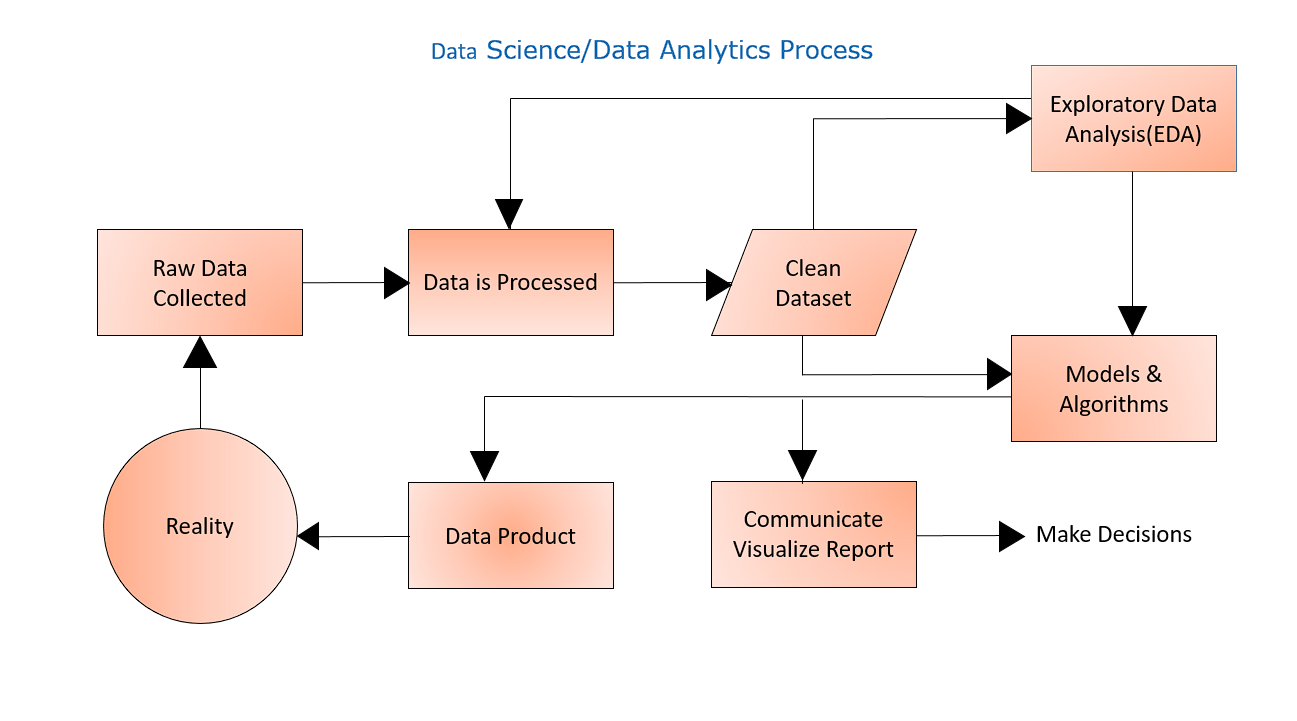 Data Science/Data Analytics Process
Exploratory Data
Analysis(EDA)
Raw Data
Collected
Data is Processed
Clean
Dataset
Models &
Algorithms
Reality
Data Product
Communicate
Visualize Report
Make Decisions